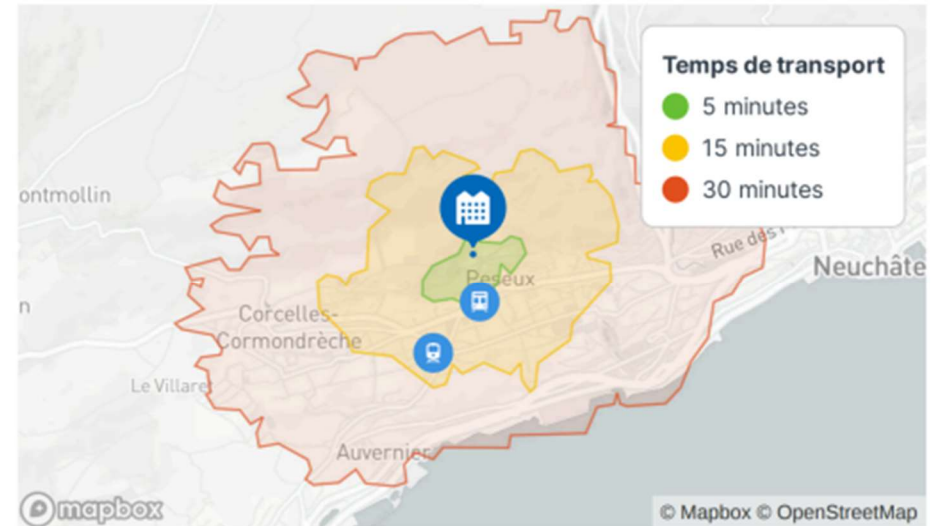 Temps de transport
5 minutes
15 minutes
30 minutes
ontmollin
Rue des
Neuchâte
Peseux
n
Corcelles-
Cormondrèche
Le Villare
Auvernier
mapbox
© Mapbox © OpenStreetMap